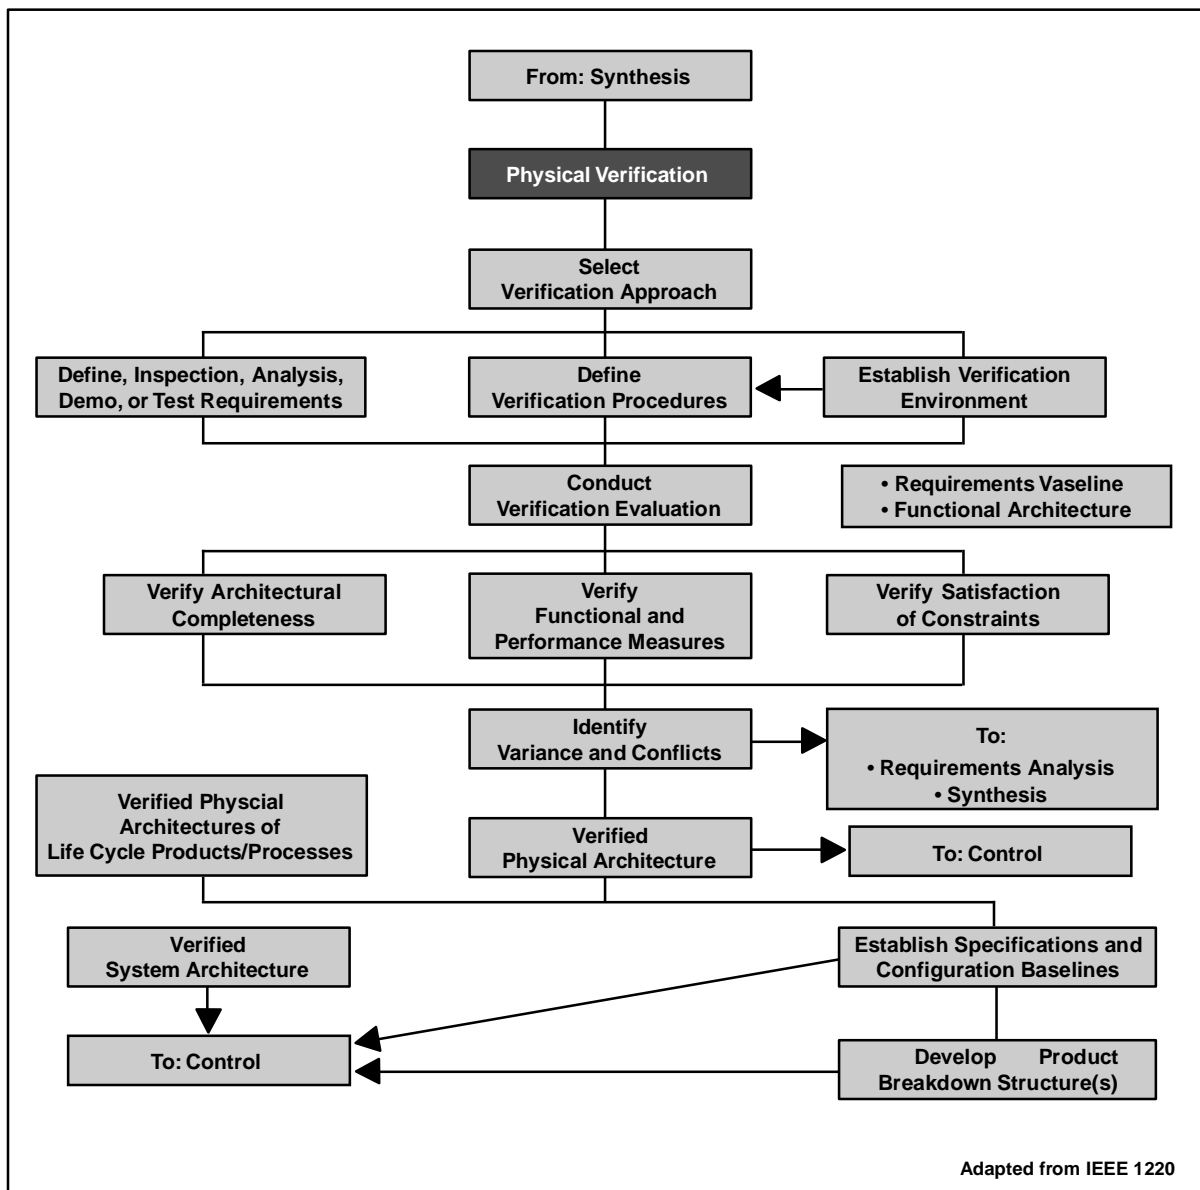 From: Synthesis
Physical Verification
Select
Verification Approach
Define, Inspection, Analysis,
Demo, or Test Requirements
Define
Verification Procedures
Establish Verification
Environment
Conduct
Verification Evaluation
• Requirements Vaseline
• Functional Architecture
Verify Architectural
Completeness
Verify
Functional and
Performance Measures
Verify Satisfaction
of Constraints
Identify
Variance and Conflicts
To:
• Requirements Analysis
• Synthesis
Verified Physcial
Architectures of
Life Cycle Products/Processes
Verified
Physical Architecture
To: Control
Verified
System Architecture
Establish Specifications and
Configuration Baselines
To: Control
Develop Product
Breakdown Structure(s)
Adapted from IEEE 1220